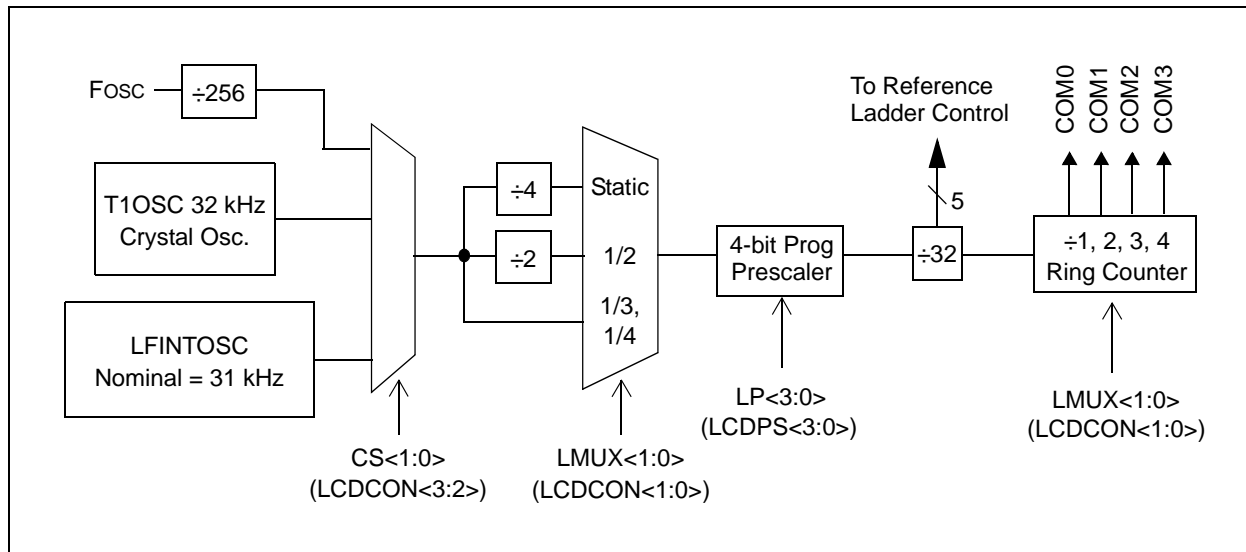 FOSC
÷256
T1OSC 32 kHz
Crystal Osc.
LFINTOSC
Nominal = 31 kHz
CS<1:0>
(LCDCON<3:2>)
÷4
÷2
Static
1/2
1/3,
1/4
LMUX<1:0>
(LCDCON<1:0>)
4-bit Prog
Prescaler
LP<3:0>
(LCDPS<3:0>)
To Reference
Ladder Control
5
÷32
COM0
COM1
COM2
COM3
÷1, 2, 3, 4
Ring Counter
LMUX<1:0>
(LCDCON<1:0>)